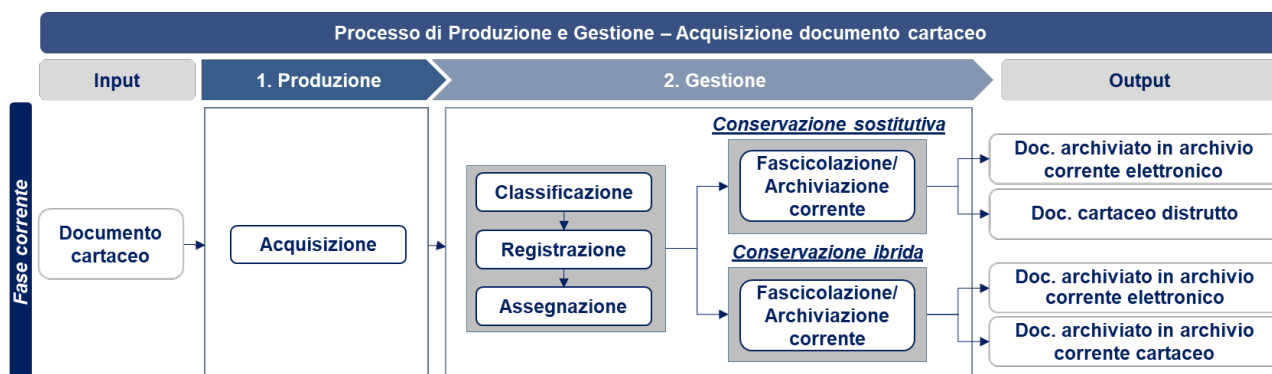 Processo di Produzione e Gestione – Acquisizione documento cartaceo
Input
1. Produzione
2. Gestione
Output
Fase corrente
Documento
cartaceo
Acquisizione
Classificazione
Registrazione
Assegnazione
Conservazione sostitutiva
Fascicolazione/
Archiviazione
corrente
Conservazione ibrida
Fascicolazione/
Archiviazione
corrente
Doc. archiviato in archivio
corrente elettronico
Doc. cartaceo distrutto
Doc. archiviato in archivio
corrente elettronico
Doc. archiviato in archivio
corrente cartaceo